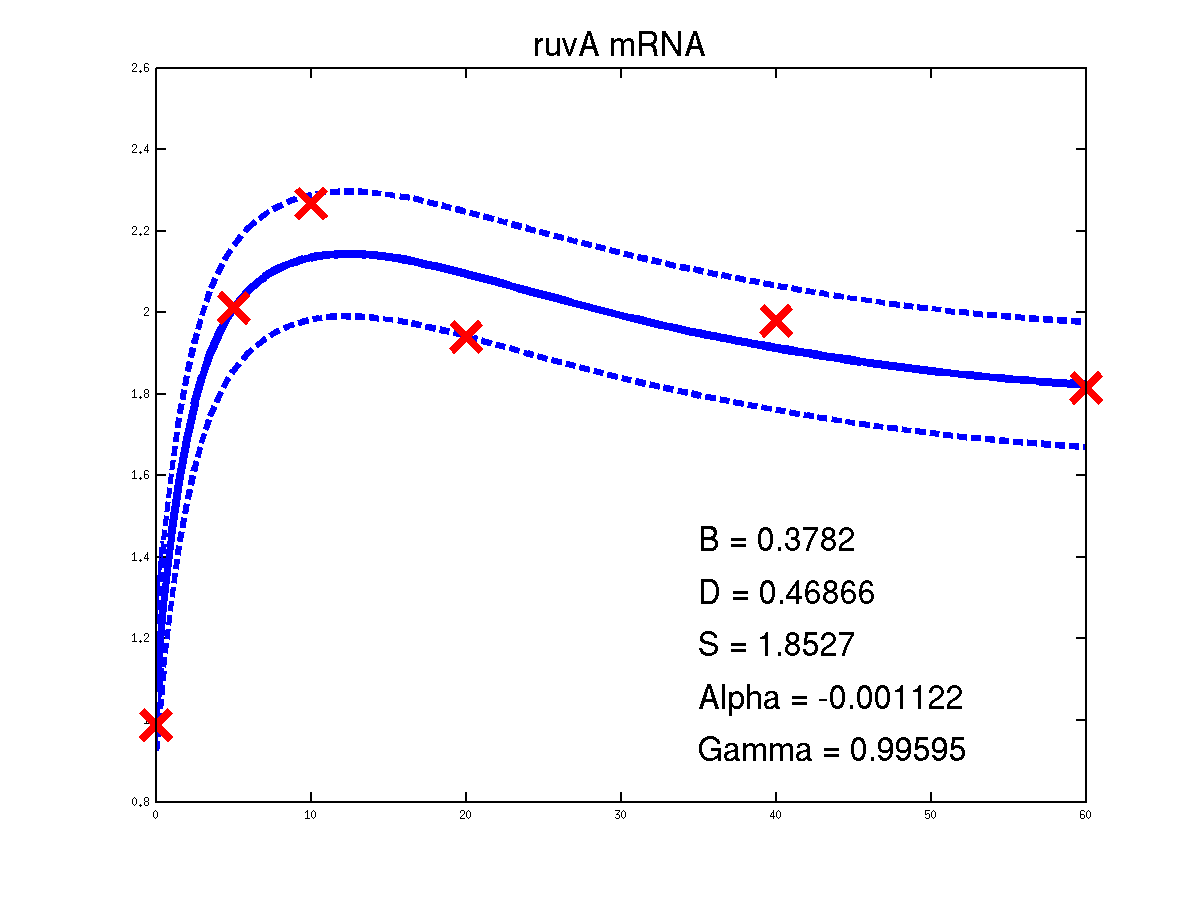 ruvA mRNA
2.6
2.4
2.2
2
1.8
1.6
1.4
1.2
1
0.8
0 10 20 30 40 50 60
B = 0.3782
D = 0.46866
S = 1.8527
Alpha = -0.001122
Gamma = 0.99595